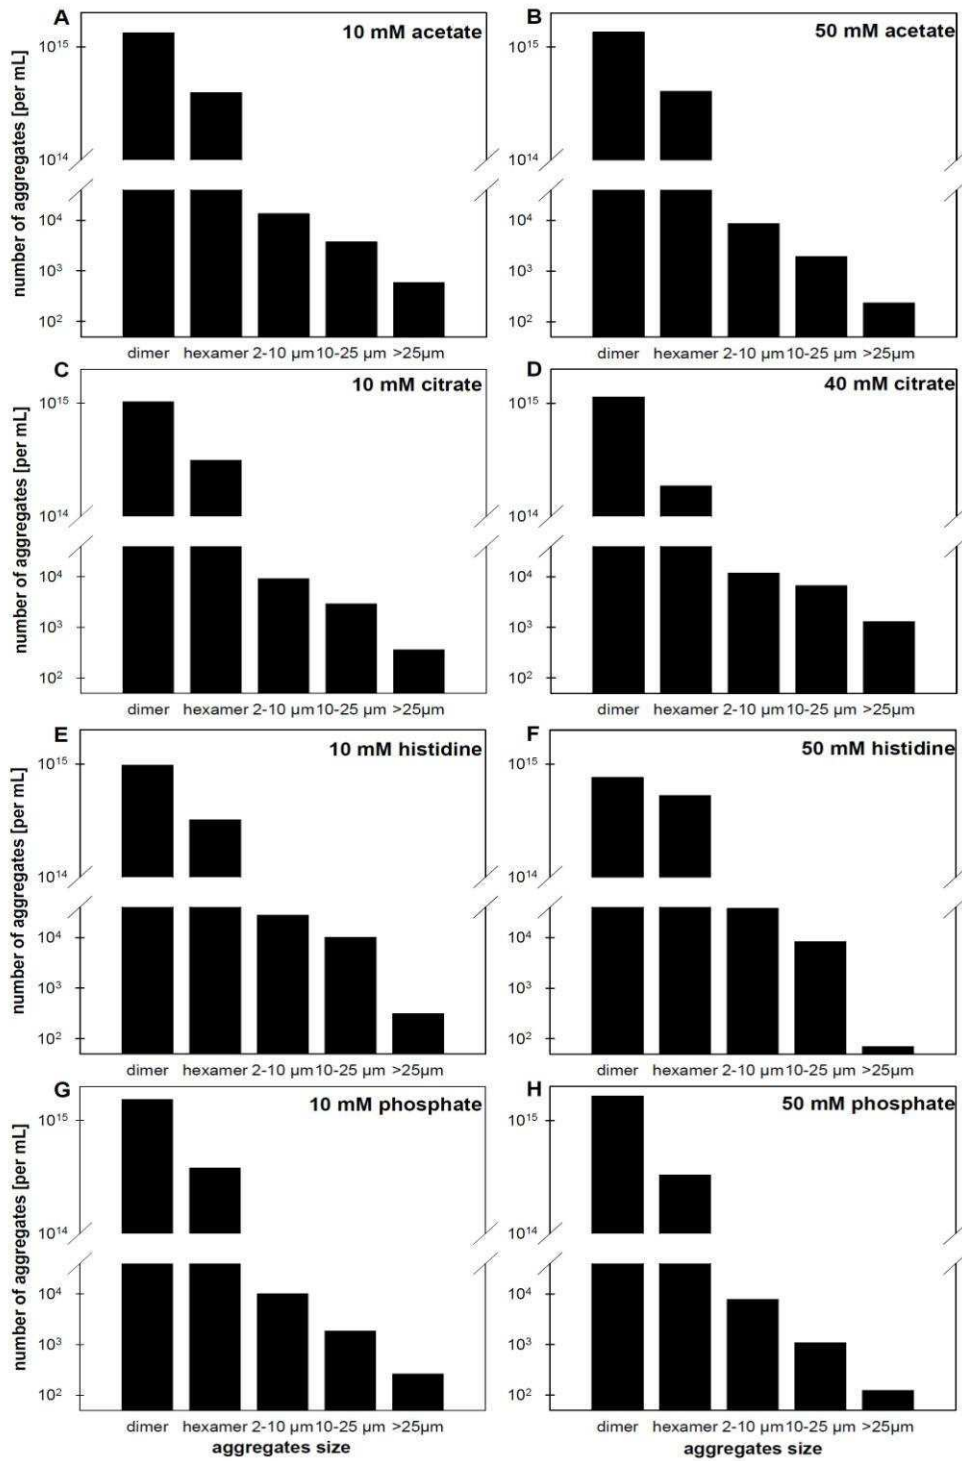 A
10 mM acetate
number of aggregates [per mL]
10¹⁵
10¹⁴
10⁴
10³
10²
dimer hexamer 2-10 µm 10-25 µm >25µm
B
50 mM acetate
10¹⁵
10¹⁴
10⁴
10³
10²
dimer hexamer 2-10 µm 10-25 µm >25µm
C
10 mM citrate
number of aggregates [per mL]
10¹⁵
10¹⁴
10⁴
10³
10²
dimer hexamer 2-10 µm 10-25 µm >25µm
D
40 mM citrate
10¹⁵
10¹⁴
10⁴
10³
10²
dimer hexamer 2-10 µm 10-25 µm >25µm
E
10 mM histidine
number of aggregates [per mL]
10¹⁵
10¹⁴
10⁴
10³
10²
dimer hexamer 2-10 µm 10-25 µm >25µm
F
50 mM histidine
10¹⁵
10¹⁴
10⁴
10³
10²
dimer hexamer 2-10 µm 10-25 µm >25µm
G
10 mM phosphate
number of aggregates [per mL]
10¹⁵
10¹⁴
10⁴
10³
10²
dimer hexamer 2-10 µm 10-25 µm >25µm
aggregates size
H
50 mM phosphate
10¹⁵
10¹⁴
10⁴
10³
10²
dimer hexamer 2-10 µm 10-25 µm >25µm
aggregates size